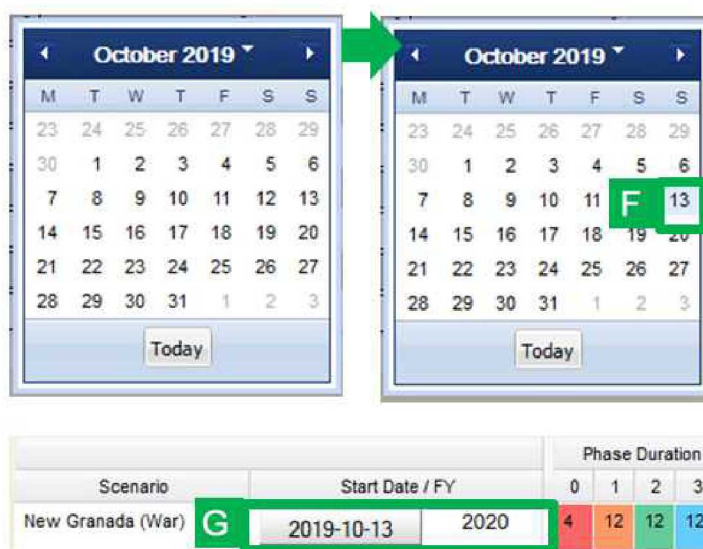 October 2019
M T W T F S S
23 24 25 26 27 28 29
30 1 2 3 4 5 6
7 8 9 10 11 12 13
14 15 16 17 18 19 20
21 22 23 24 25 26 27
28 29 30 31 1 2 3
Today
October 2019
M T W T F S S
23 24 25 26 27 28 29
30 1 2 3 4 5 6
7 8 9 10 11 F 13
14 15 16 17 18 19 20
21 22 23 24 25 26 27
28 29 30 31 1 2 3
Today
Phase Duration
Scenario Start Date / FY 0 1 2 3
New Granada (War) G 2019-10-13 2020 4 12 12 12